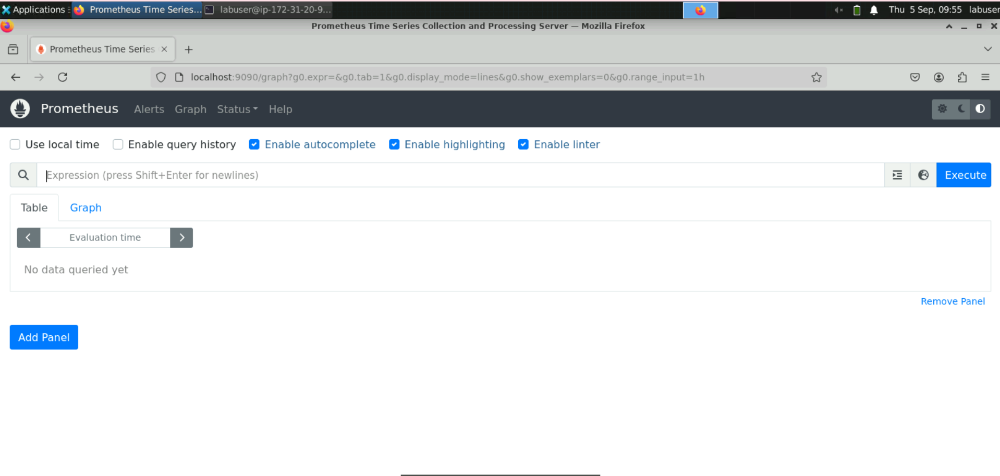 Applications Prometheus Time Series... labuser@ip-172-31-20-9... Thu 5 Sep, 09:55 labuser
Prometheus Time Series Collection and Processing Server — Mozilla Firefox
Prometheus Time Series
localhost:9090/graph?g0.expr=&g0.tab=1&g0.display_mode=lines&g0.show_exemplars=0&g0.range_input=1h
Prometheus Alerts Graph Status Help
Use local time Enable query history Enable autocomplete Enable highlighting Enable linter
Expression (press Shift+Enter for newlines) Execute
Table Graph
Evaluation time
No data queried yet
Remove Panel
Add Panel